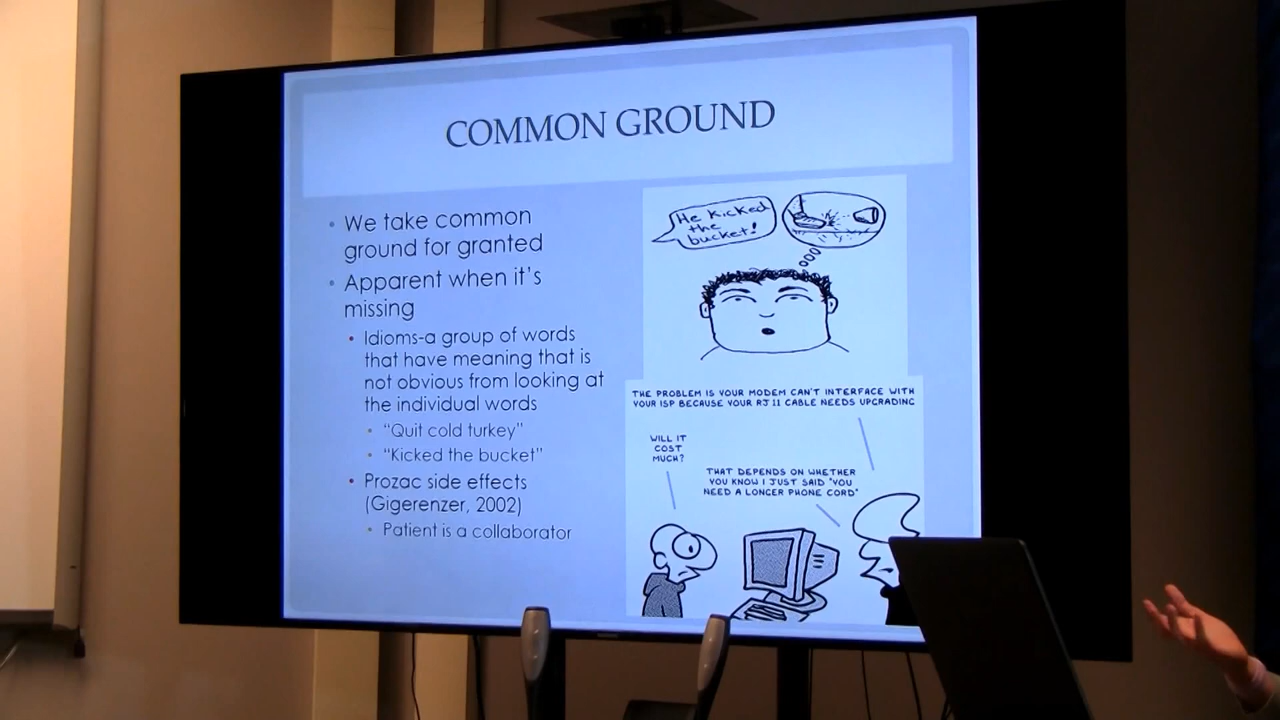 COMMON GROUND
We take common
ground for granted
Apparent when it's
missing
Idioms-a group of words
that have meaning that is
not obvious from looking at
the individual words
"Quit cold turkey"
"Kicked the bucket"
Prozac side effects
(Gigerenzer, 2002)
Patient is a collaborator
He kicked
the
bucket!
THE PROBLEM IS YOUR MODEM CAN'T INTERFACE WITH
YOUR ISP BECAUSE YOUR RJ 11 CABLE NEEDS UPGRADING
WILL IT
COST
MUCH?
THAT DEPENDS ON WHETHER
YOU KNOW I JUST SAID "YOU
NEED A LONGER PHONE CORD"